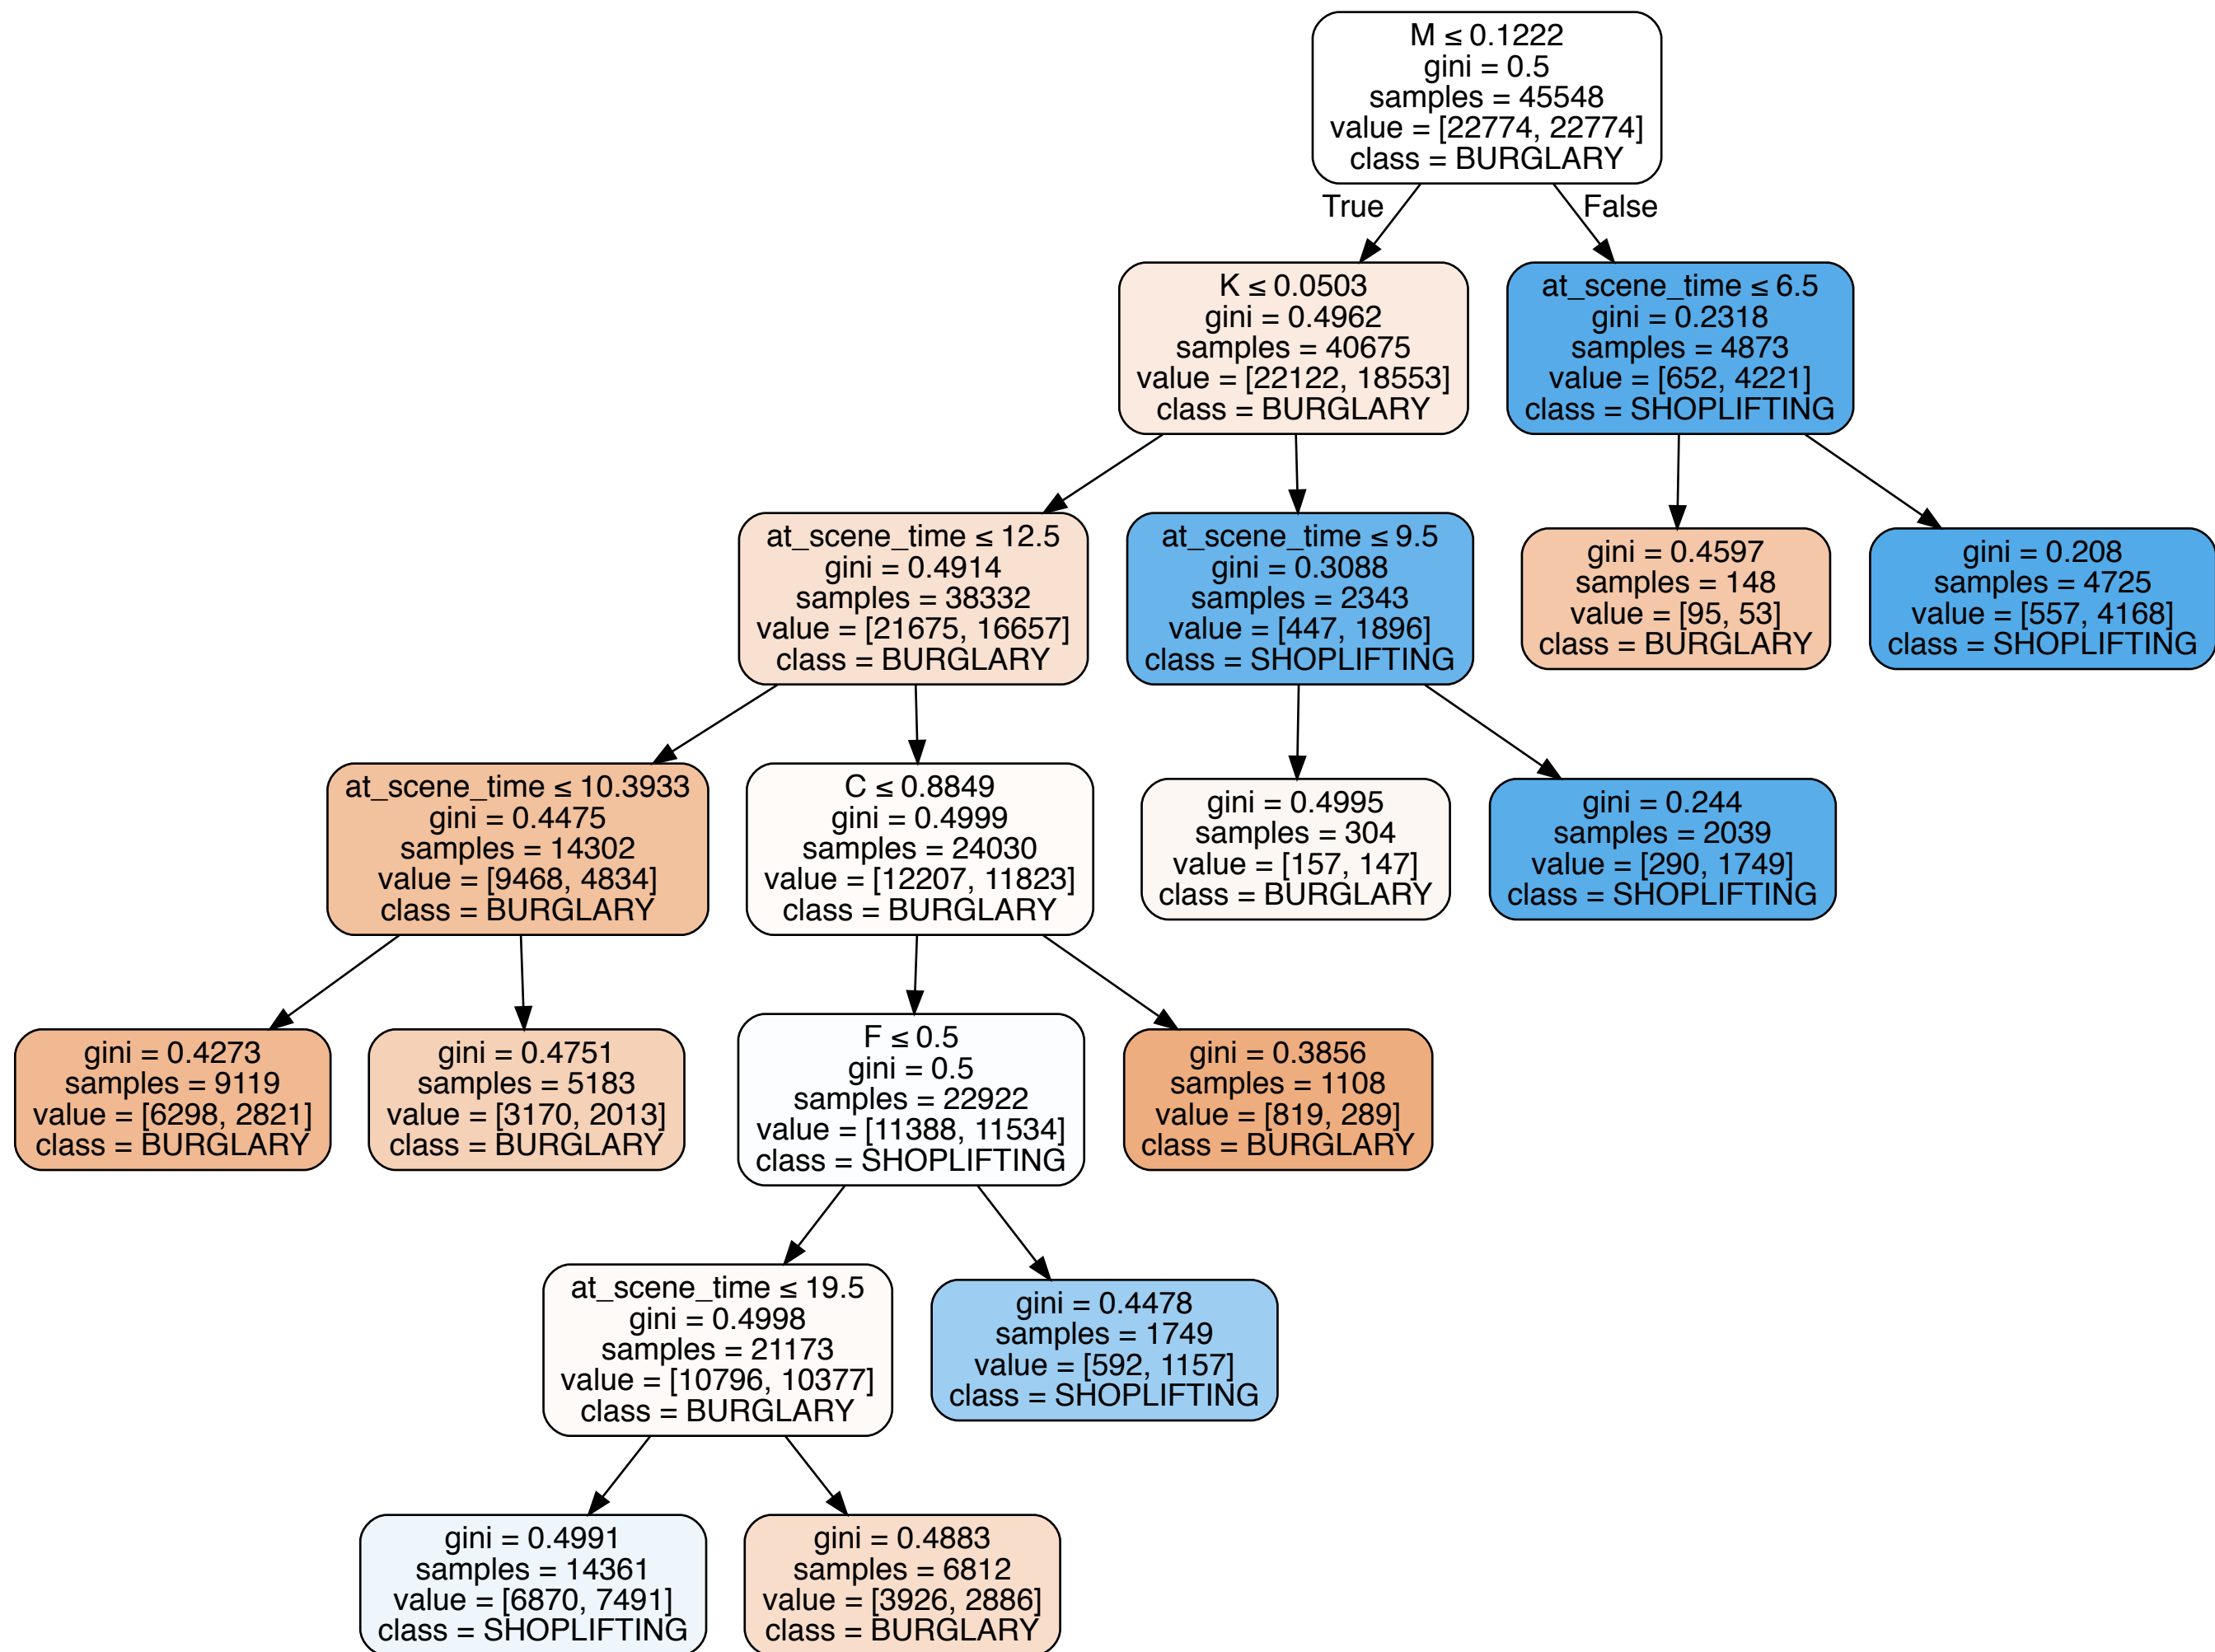 M ≤ 0.1222
gini = 0.5
samples = 45548
value = [22774, 22774]
class = BURGLARY
True
False
K ≤ 0.0503
gini = 0.4962
samples = 40675
value = [22122, 18553]
class = BURGLARY
at_scene_time ≤ 6.5
gini = 0.2318
samples = 4873
value = [652, 4221]
class = SHOPLIFTING
at_scene_time ≤ 12.5
gini = 0.4914
samples = 38332
value = [21675, 16657]
class = BURGLARY
at_scene_time ≤ 9.5
gini = 0.3088
samples = 2343
value = [447, 1896]
class = SHOPLIFTING
gini = 0.4597
samples = 148
value = [95, 53]
class = BURGLARY
gini = 0.208
samples = 4725
value = [557, 4168]
class = SHOPLIFTING
at_scene_time ≤ 10.3933
gini = 0.4475
samples = 14302
value = [9468, 4834]
class = BURGLARY
C ≤ 0.8849
gini = 0.4999
samples = 24030
value = [12207, 11823]
class = BURGLARY
gini = 0.4995
samples = 304
value = [157, 147]
class = BURGLARY
gini = 0.244
samples = 2039
value = [290, 1749]
class = SHOPLIFTING
gini = 0.4273
samples = 9119
value = [6298, 2821]
class = BURGLARY
gini = 0.4751
samples = 5183
value = [3170, 2013]
class = BURGLARY
F ≤ 0.5
gini = 0.5
samples = 22922
value = [11388, 11534]
class = SHOPLIFTING
gini = 0.3856
samples = 1108
value = [819, 289]
class = BURGLARY
at_scene_time ≤ 19.5
gini = 0.4998
samples = 21173
value = [10796, 10377]
class = BURGLARY
gini = 0.4478
samples = 1749
value = [592, 1157]
class = SHOPLIFTING
gini = 0.4991
samples = 14361
value = [6870, 7491]
class = SHOPLIFTING
gini = 0.4883
samples = 6812
value = [3926, 2886]
class = BURGLARY